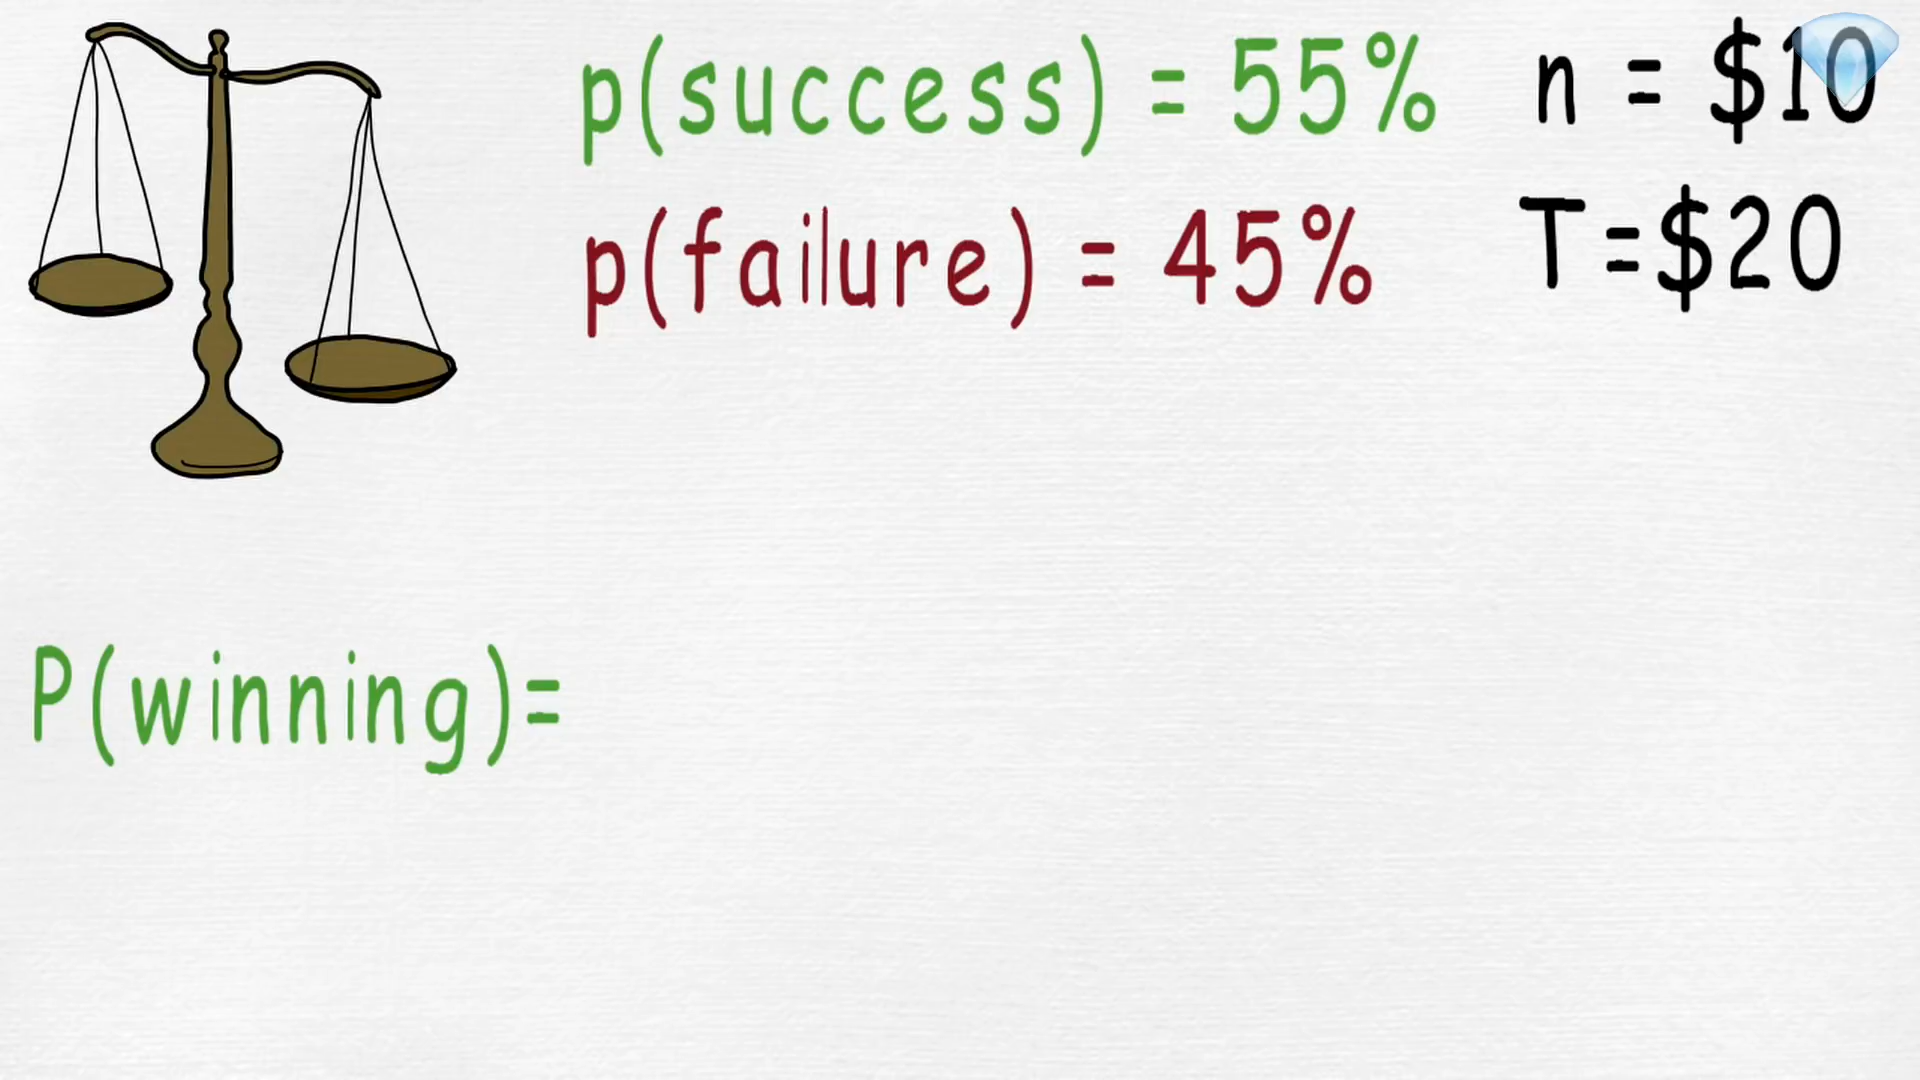 p(success) = 55%
n = $10
p(failure) = 45%
T=$20
P(winning)=